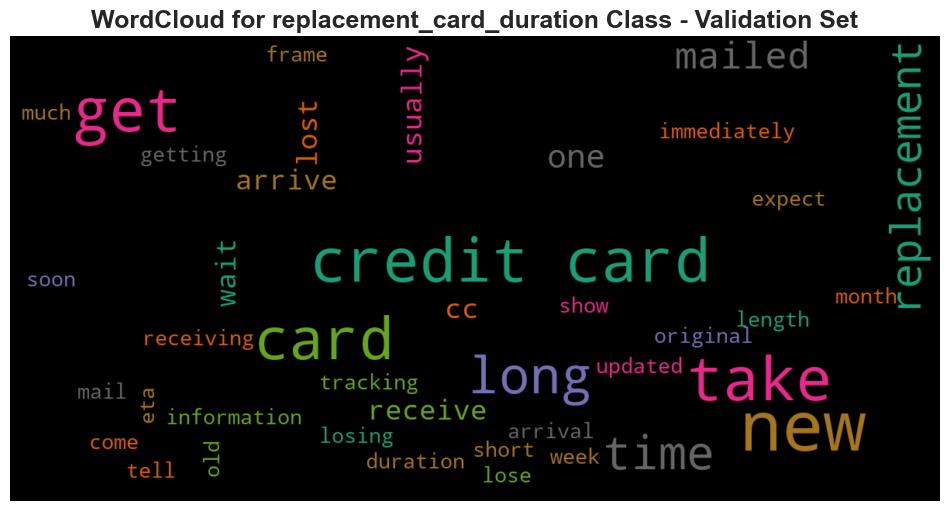 WordCloud for replacement_card_duration Class - Validation Set
frame
usually
mailed
replacement
much
get
lost
immediately
getting
one
arrive
expect
wait
credit card
soon
month
cc
show
length
receiving
card
original
long
updated
take
mail
eta
tracking
information
receive
new
come
losing
arrival
time
tell
old
duration
short
week
lose